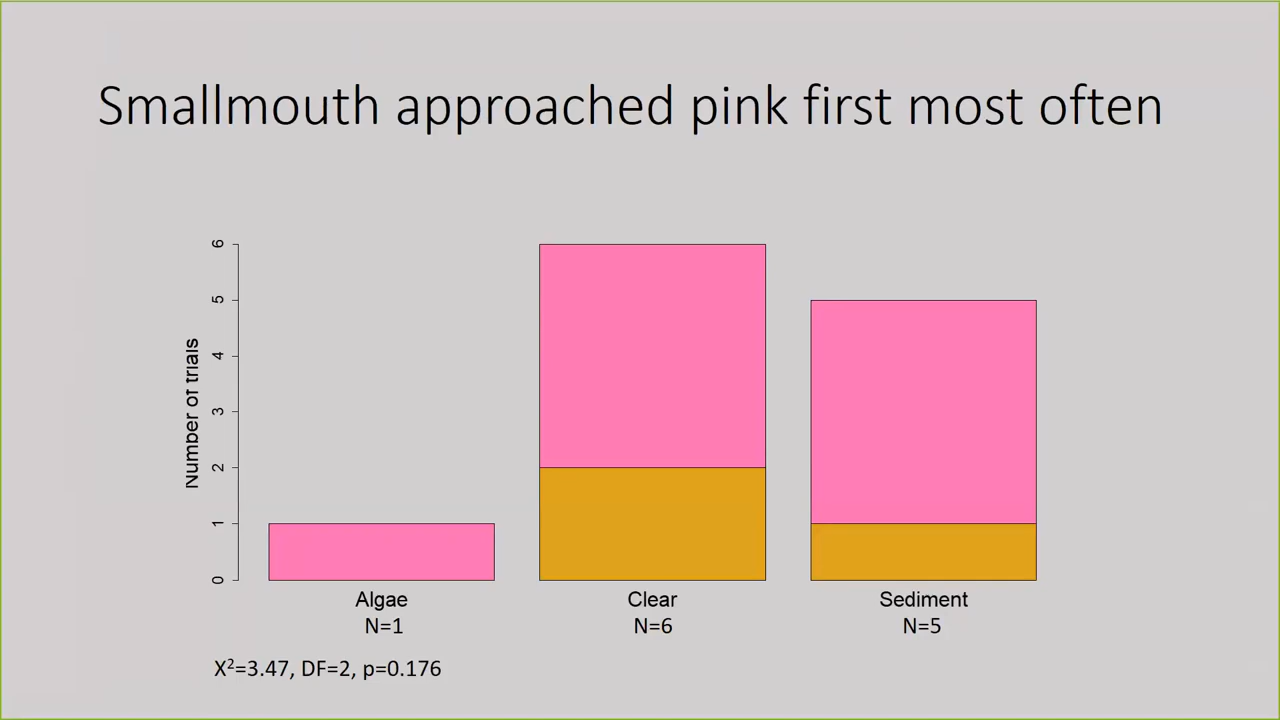 Smallmouth approached pink first most often
6
5
4
3
2
1
0
Number of trials
Algae
N=1
Clear
N=6
Sediment
N=5
X²=3.47, DF=2, p=0.176